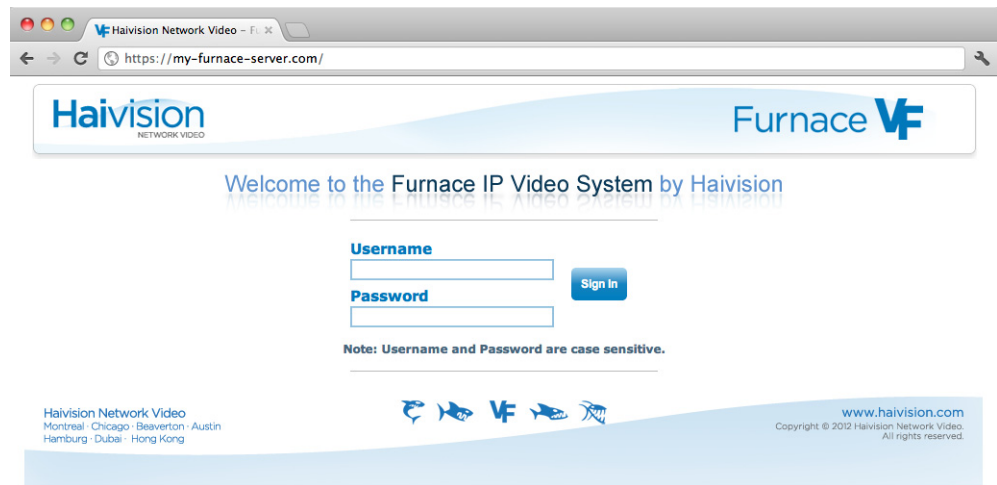 Haivision Network Video – Fu
https://my-furnace-server.com/
Haivision
NETWORK VIDEO
Furnace VF
Welcome to the Furnace IP Video System by Haivision
Username
Sign In
Password
Note: Username and Password are case sensitive.
Haivision Network Video
Montreal · Chicago · Beaverton · Austin
Hamburg · Dubai · Hong Kong
VF
www.haivision.com
Copyright © 2012 Haivision Network Video.
All rights reserved.